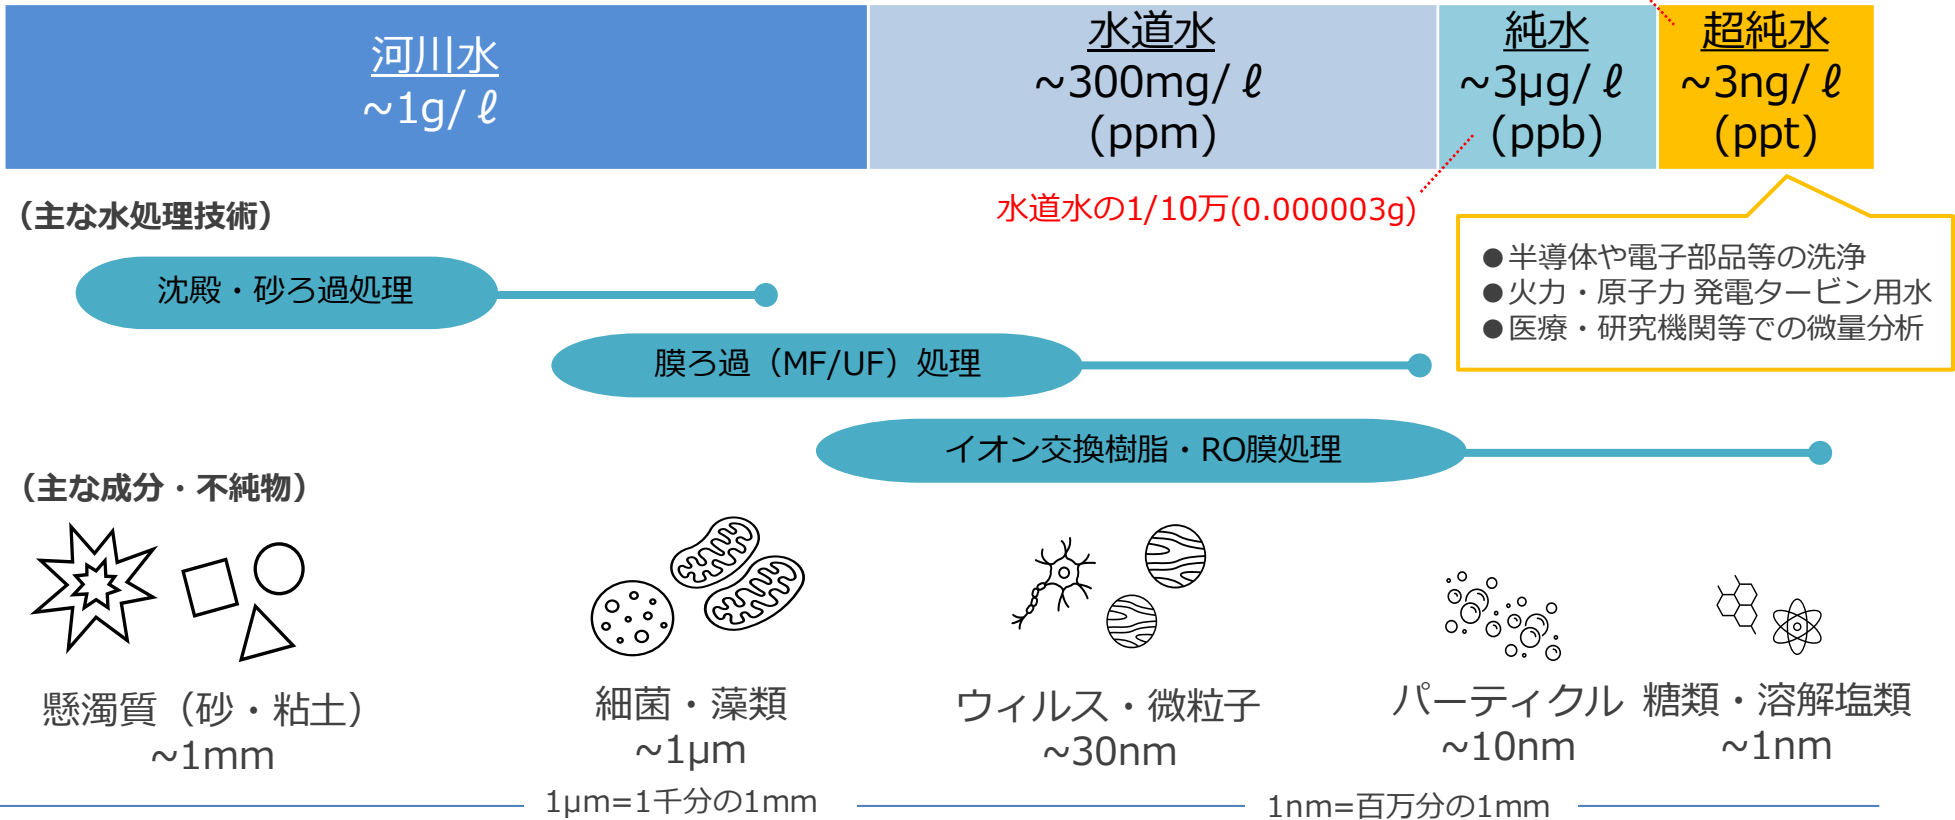 河川水
~1g/ℓ
水道水
~300mg/ℓ
(ppm)
純水
~3μg/ℓ
(ppb)
超純水
~3ng/ℓ
(ppt)
水道水の1/10万(0.000003g)
（主な水処理技術）
●半導体や電子部品等の洗浄
●火力・原子力 発電タービン用水
●医療・研究機関等での微量分析
沈殿・砂ろ過処理
膜ろ過（MF/UF）処理
イオン交換樹脂・RO膜処理
（主な成分・不純物）
懸濁質（砂・粘土）
~1mm
細菌・藻類
~1μm
ウィルス・微粒子
~30nm
パーティクル
~10nm
糖類・溶解塩類
~1nm
1μm=1千分の1mm
1nm=百万分の1mm